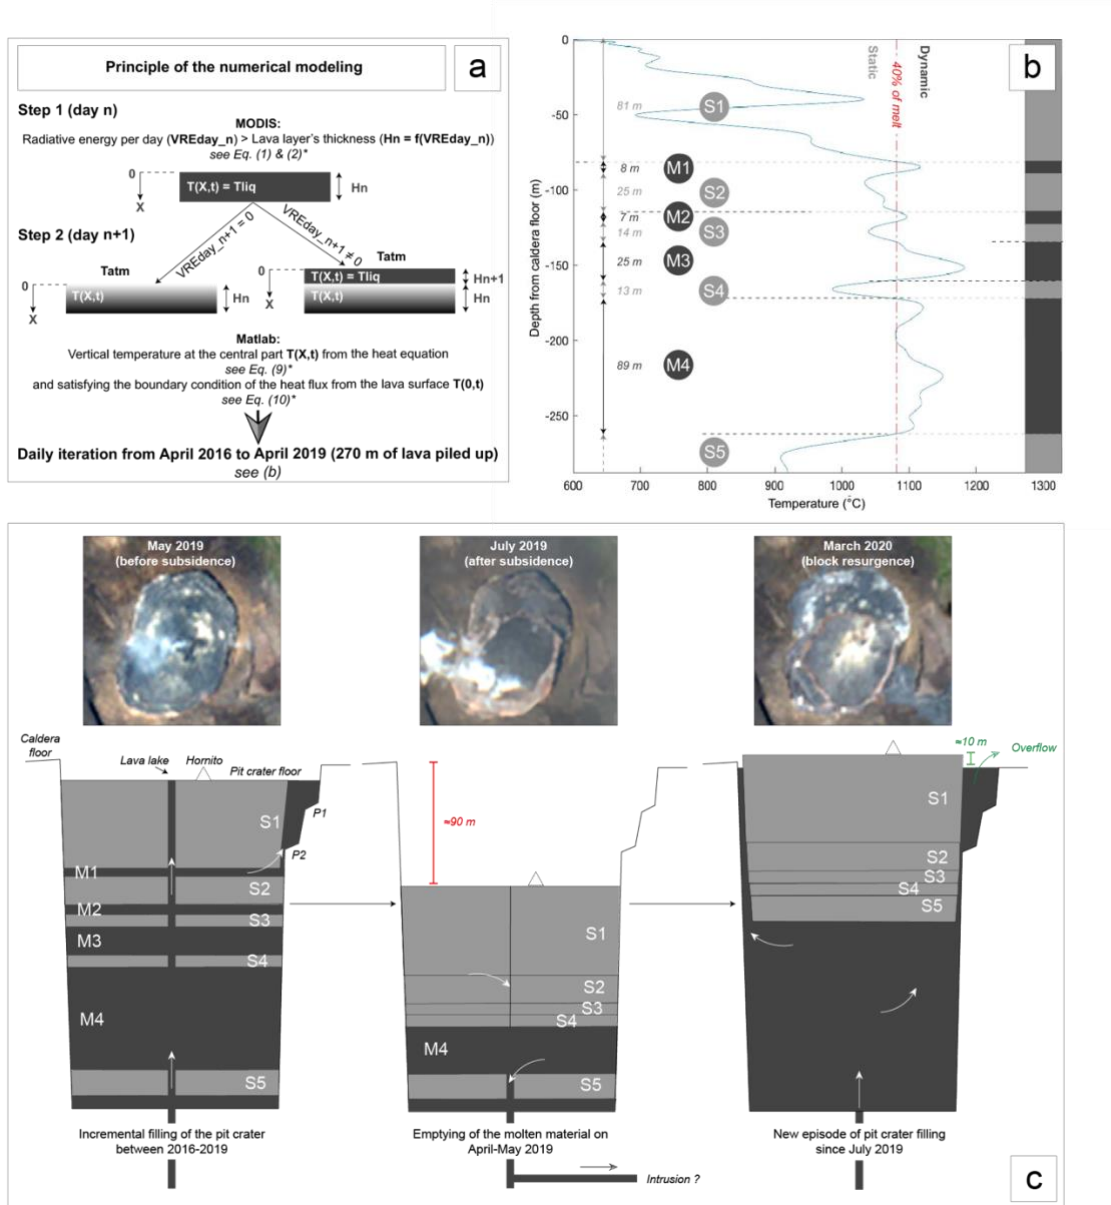 Principle of the numerical modeling
a
Step 1 (day n)
MODIS:
Radiative energy per day (VREday_n) > Lava layer's thickness (Hn = f(VREday_n))
see Eq. (1) & (2)*
0
T(X,t) = Tliq
Hn
X
Step 2 (day n+1)
VREday_n+1 = 0
VREday_n+1 ≠ 0
Tatm
Tatm
0
T(X,t) = Tliq
Hn+1
0
T(X,t)
Hn
T(X,t)
Hn
X
X
Matlab:
Vertical temperature at the central part T(X,t) from the heat equation
see Eq. (9)*
and satisfying the boundary condition of the heat flux from the lava surface T(0,t)
see Eq. (10)*
Daily iteration from April 2016 to April 2019 (270 m of lava piled up)
see (b)
b
Depth from caldera floor (m)
0
-50
-100
-150
-200
-250
Static
40% of melt
Dynamic
81 m
S1
8 m
M1
25 m
S2
7 m
M2
14 m
S3
25 m
M3
13 m
S4
89 m
M4
S5
600
700
800
900
1000
1100
1200
1300
Temperature (°C)
May 2019
(before subsidence)
July 2019
(after subsidence)
March 2020
(block resurgence)
Caldera
floor
Lava lake
Hornito
Pit crater floor
S1
P1
P2
M1
S2
M2
S3
M3
S4
M4
S5
Incremental filling of the pit crater
between 2016-2019
≈90 m
S1
S2
S3
S4
M4
S5
Emptying of the molten material on
April-May 2019
Intrusion ?
≈10 m
Overflow
S1
S2
S3
S4
S5
New episode of pit crater filling
since July 2019
c